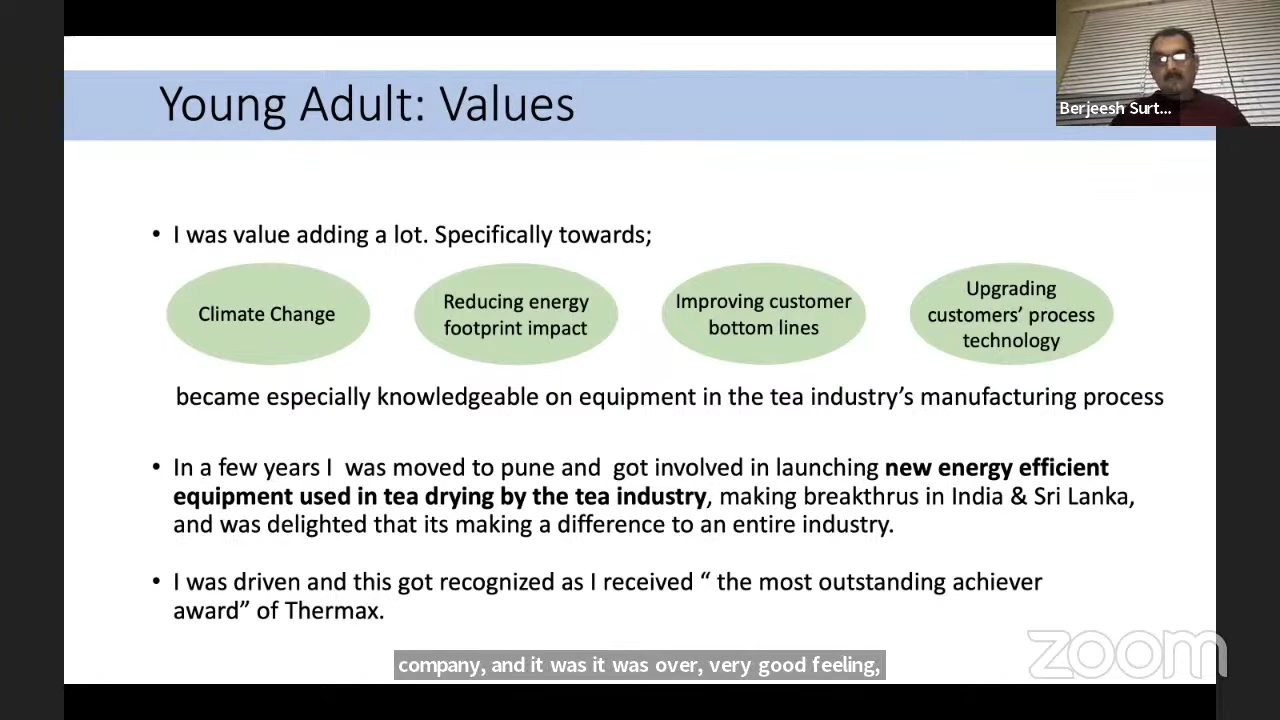 Young Adult: Values
Berjeesh Surt...
• I was value adding a lot. Specifically towards;
Climate Change
Reducing energy
footprint impact
Improving customer
bottom lines
Upgrading
customers’ process
technology
became especially knowledgeable on equipment in the tea industry’s manufacturing process
• In a few years I was moved to pune and got involved in launching new energy efficient
equipment used in tea drying by the tea industry, making breakthrus in India & Sri Lanka,
and was delighted that its making a difference to an entire industry.
• I was driven and this got recognized as I received “ the most outstanding achiever
award” of Thermax.
zoom
company, and it was it was over, very good feeling,